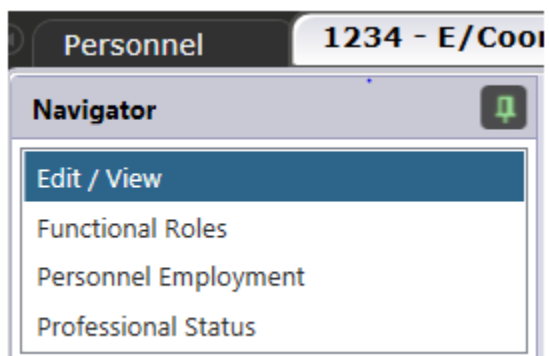 Personnel
1234 - E/Coor
Navigator
Edit / View
Functional Roles
Personnel Employment
Professional Status